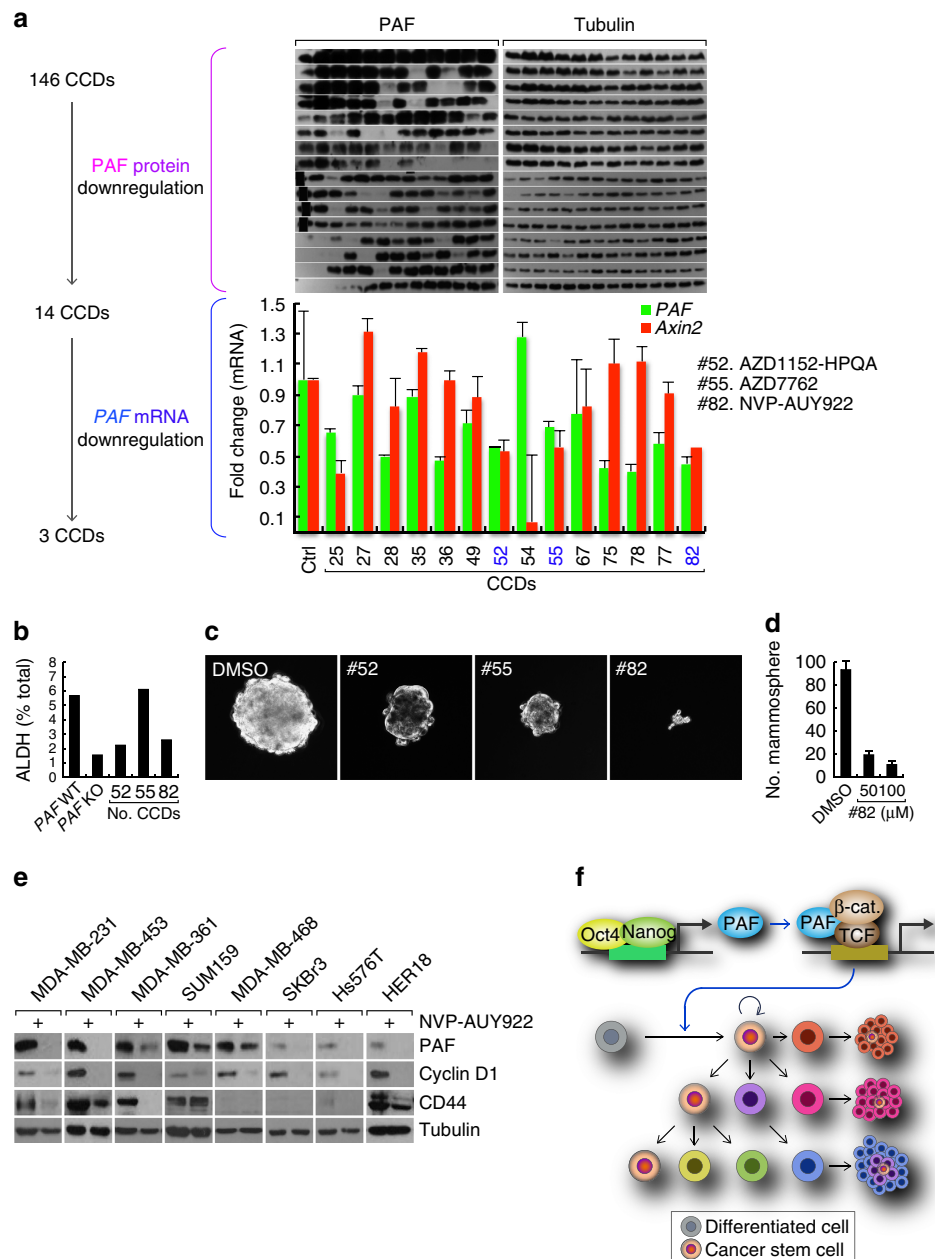 a
PAF
Tubulin
146 CCDs
PAF protein
downregulation
14 CCDs
PAF mRNA
downregulation
3 CCDs
Fold change (mRNA)
1.5
1.3
1.1
0.9
0.7
0.5
0.3
0.1
PAF
Axin2
#52. AZD1152-HPQA
#55. AZD7762
#82. NVP-AUY922
Ctrl 25 27 28 35 36 49 52 54 55 67 75 78 77 82
CCDs
b
ALDH (% total)
8
7
6
5
4
3
2
1
0
PAF WT PAF KO 52 55 82
No. CCDs
c
DMSO
#52
#55
#82
d
No. mammosphere
100
80
60
40
20
0
DMSO 50 100
#82 (μM)
e
MDA-MB-231 MDA-MB-453 MDA-MB-361 SUM159 MDA-MB-468 SKBr3 Hs576T HER18
+ + + + + + + + NVP-AUY922
PAF
Cyclin D1
CD44
Tubulin
f
Oct4 Nanog PAF PAF β-cat. TCF
Differentiated cell
Cancer stem cell